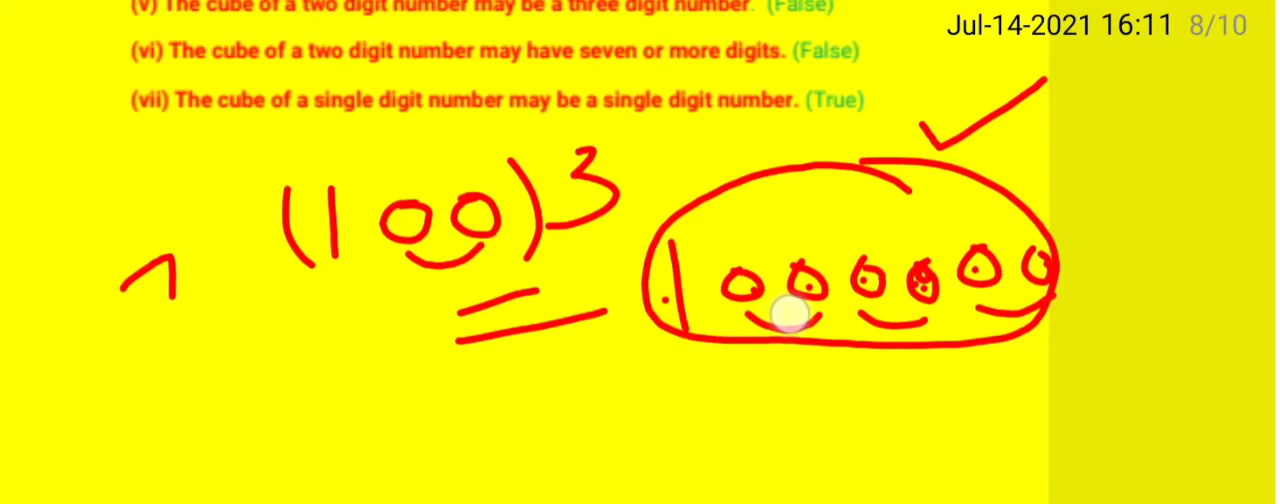 (v) The cube of a two digit number may be a three digit number. (False)
Jul-14-2021 16:11 8/10
(vi) The cube of a two digit number may have seven or more digits. (False)
(vii) The cube of a single digit number may be a single digit number. (True)
(100)3
1000000